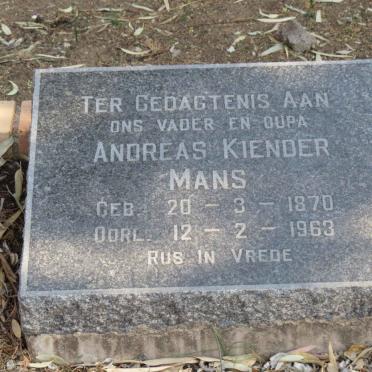 TER GEDAGTENIS AAN
ONS VADER EN OUPA
ANDREAS KIENDER
MANS
GEB. 20 - 3 - 1870
OORL. 12 - 2 - 1963
RUS IN VREDE